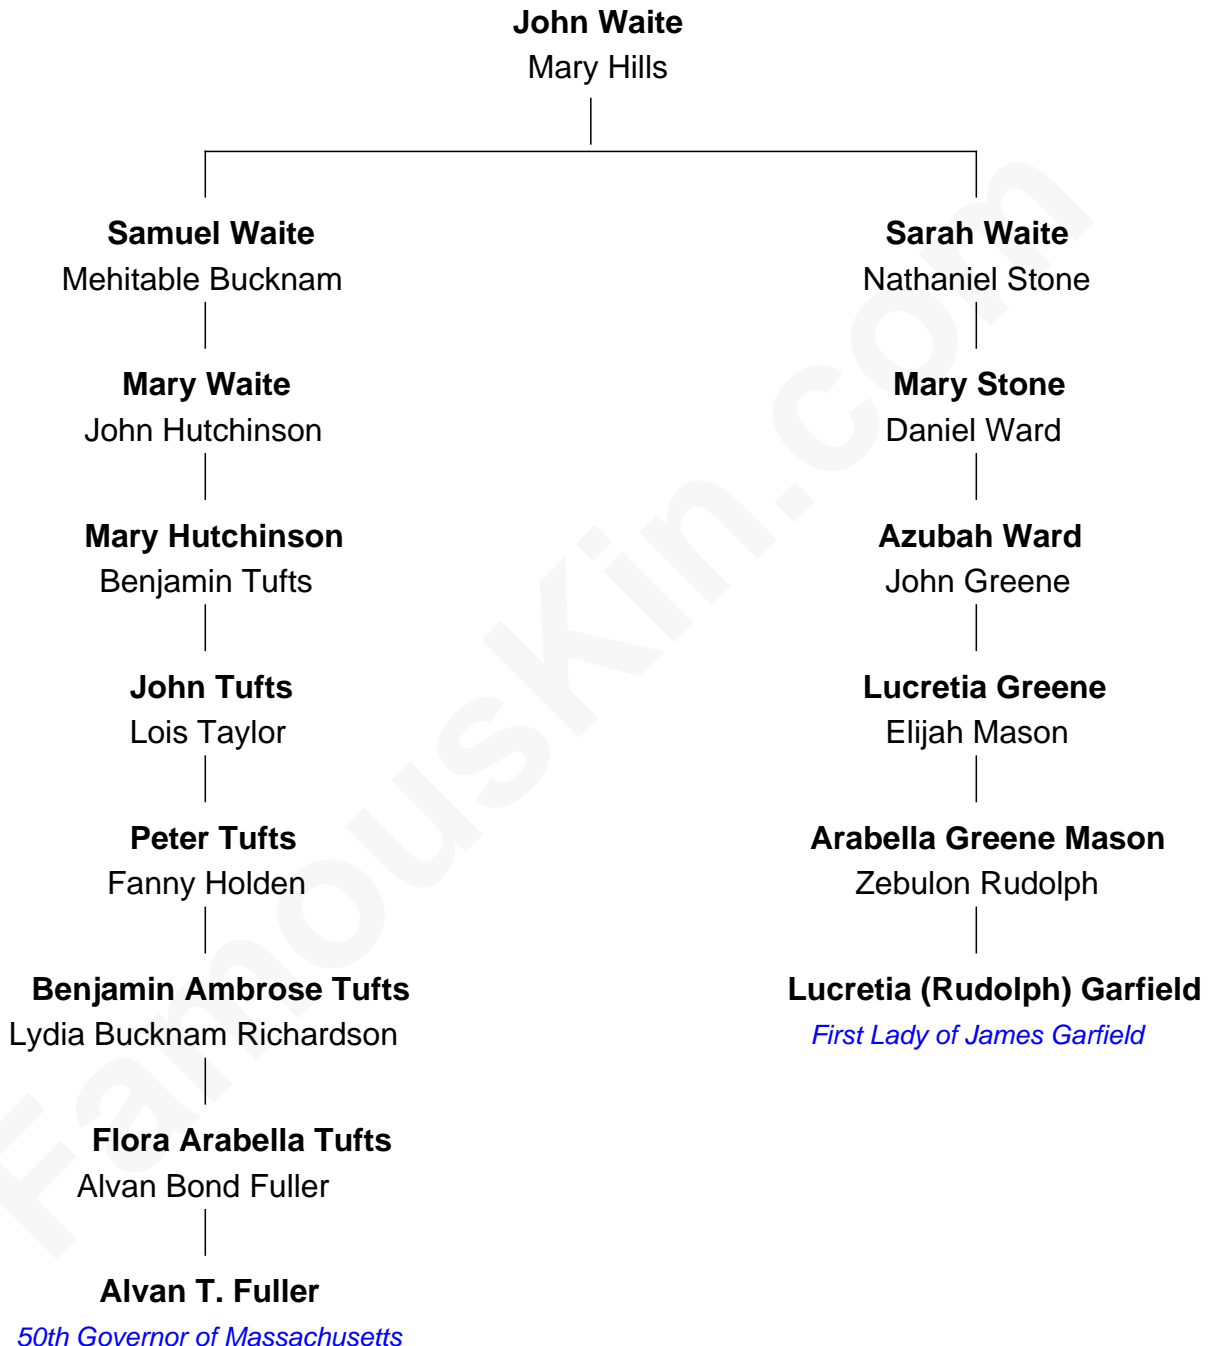 John Waite
Mary Hills
Samuel Waite
Mehitable Bucknam
Mary Waite
John Hutchinson
Mary Hutchinson
Benjamin Tufts
John Tufts
Lois Taylor
Peter Tufts
Fanny Holden
Benjamin Ambrose Tufts
Lydia Bucknam Richardson
Flora Arabella Tufts
Alvan Bond Fuller
Alvan T. Fuller
50th Governor of Massachusetts
Sarah Waite
Nathaniel Stone
Mary Stone
Daniel Ward
Azubah Ward
John Greene
Lucretia Greene
Elijah Mason
Arabella Greene Mason
Zebulon Rudolph
Lucretia (Rudolph) Garfield
First Lady of James Garfield
FamousKin.com